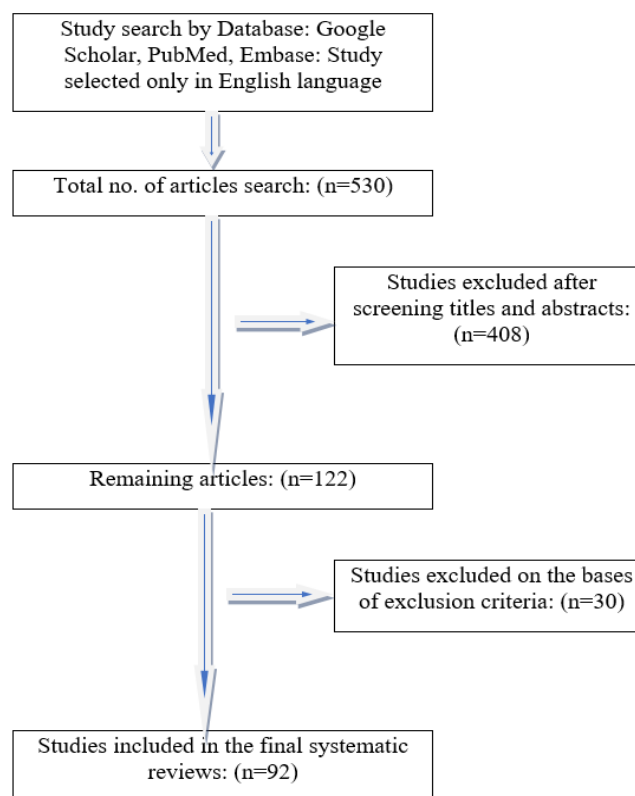 Study search by Database: Google
Scholar, PubMed, Embase: Study
selected only in English language
Total no. of articles search: (n=530)
Studies excluded after
screening titles and abstracts:
(n=408)
Remaining articles: (n=122)
Studies excluded on the bases
of exclusion criteria: (n=30)
Studies included in the final systematic
reviews: (n=92)